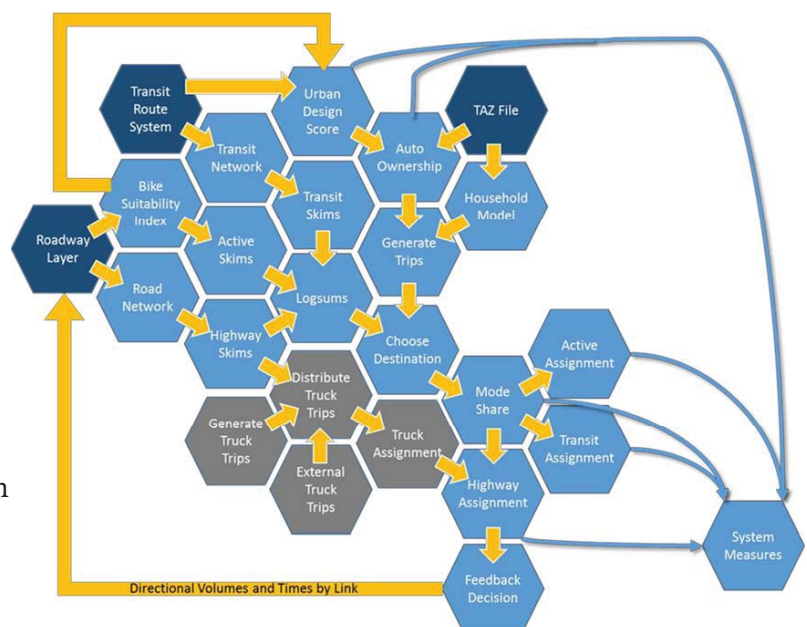 Transit
Route
System
Urban
Design
Score
TAZ File
Transit
Network
Auto
Ownership
Bike
Suitability
Index
Transit
Skims
Household
Model
Roadway
Layer
Active
Skims
Generate
Trips
Road
Network
Logsums
Highway
Skims
Choose
Destination
Active
Assignment
Distribute
Truck
Trips
Mode
Share
Generate
Truck
Trips
Truck
Assignment
Transit
Assignment
External
Truck
Trips
Highway
Assignment
n
System
Measures
Feedback
Decision
Directional Volumes and Times by Link